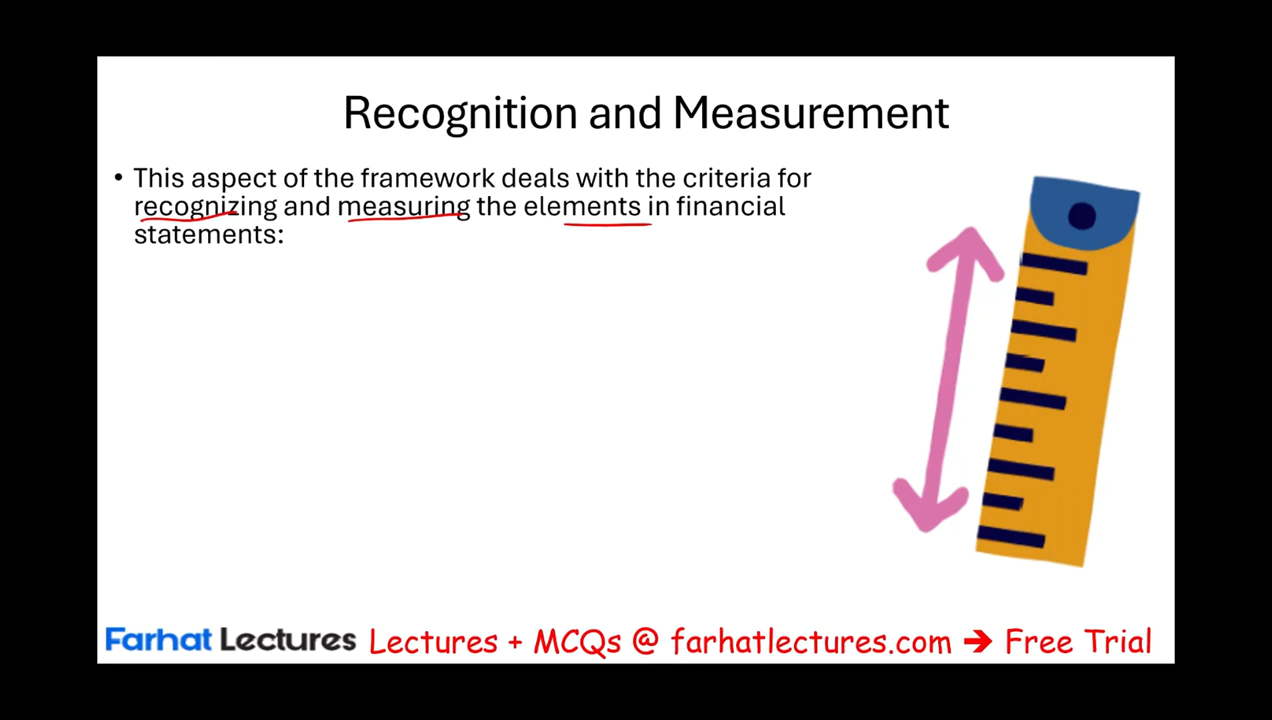 Recognition and Measurement
• This aspect of the framework deals with the criteria for
recognizing and measuring the elements in financial
statements:
Farhat Lectures Lectures + MCQs @ farhatlectures.com → Free Trial